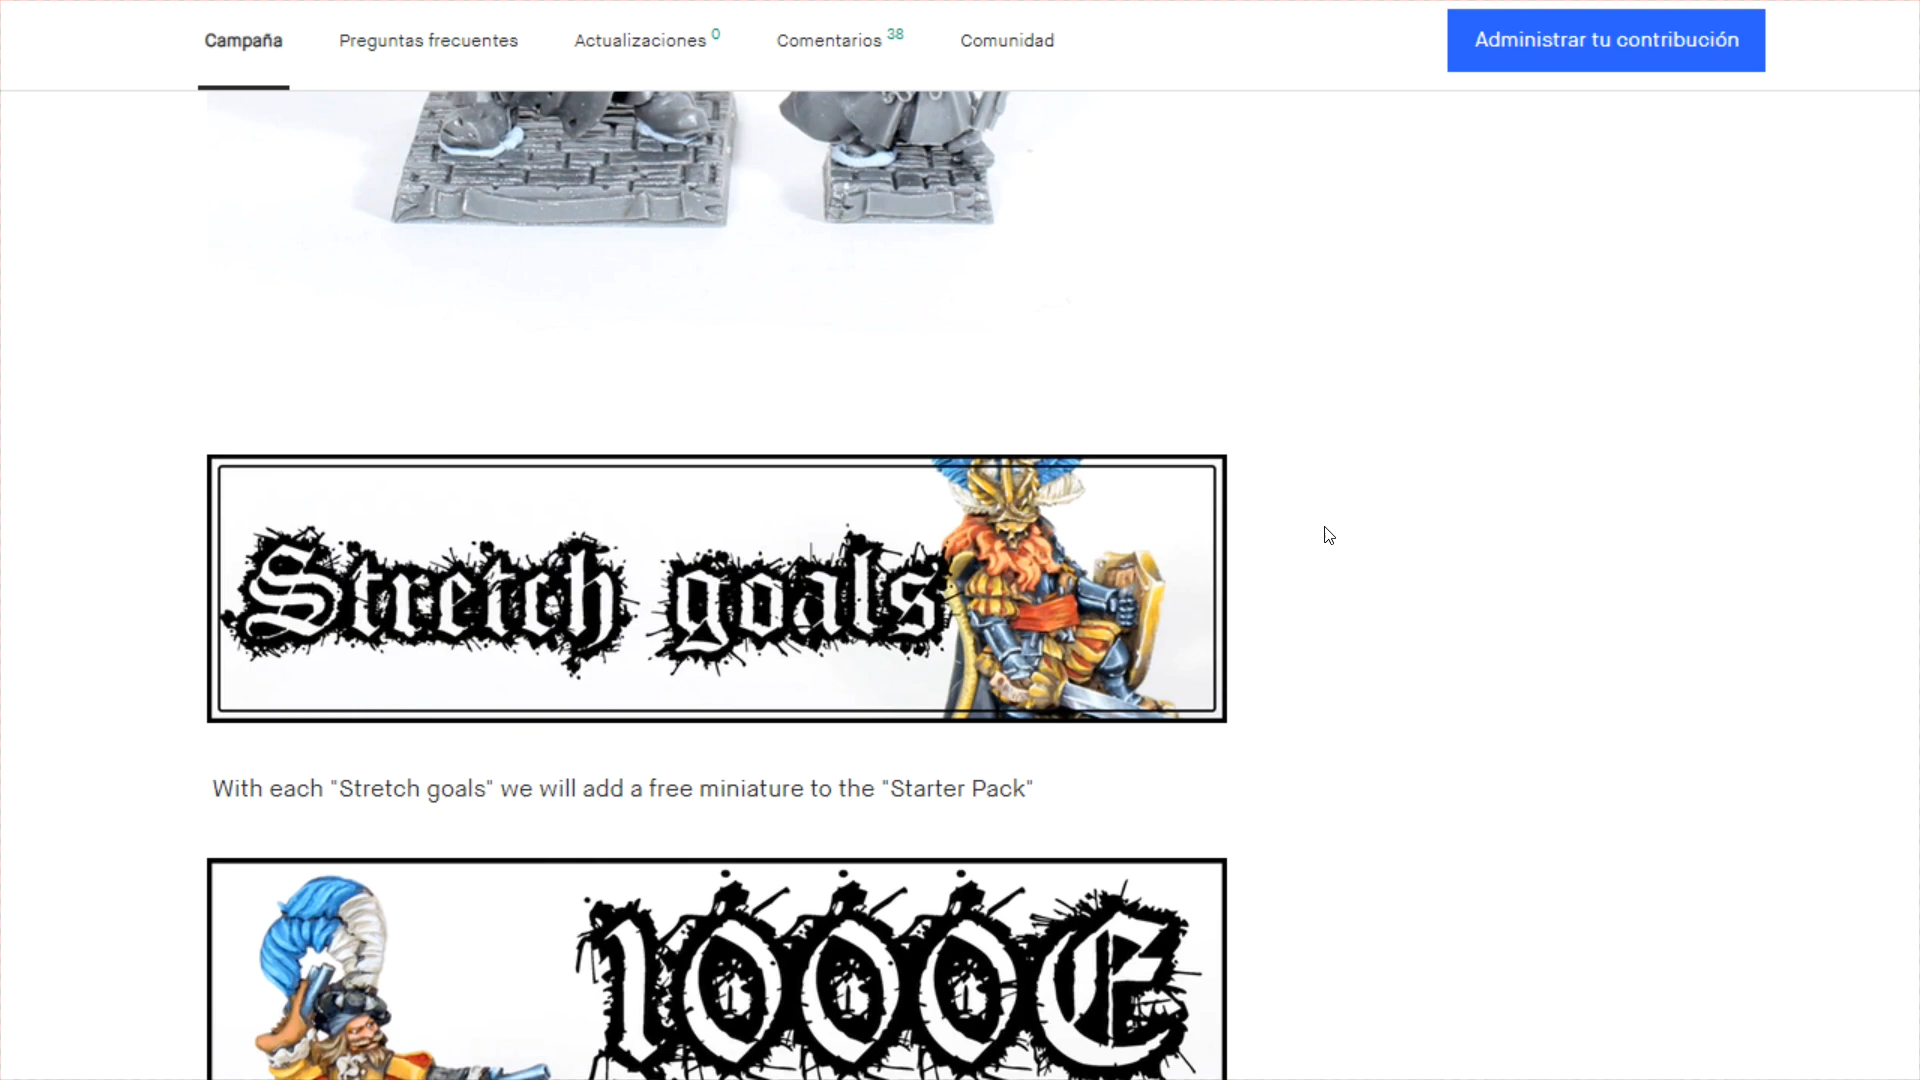 Campaña
Preguntas frecuentes
Actualizaciones 0
Comentarios 38
Comunidad
Administrar tu contribución
Stretch goals
With each "Stretch goals" we will add a free miniature to the "Starter Pack"
1000E